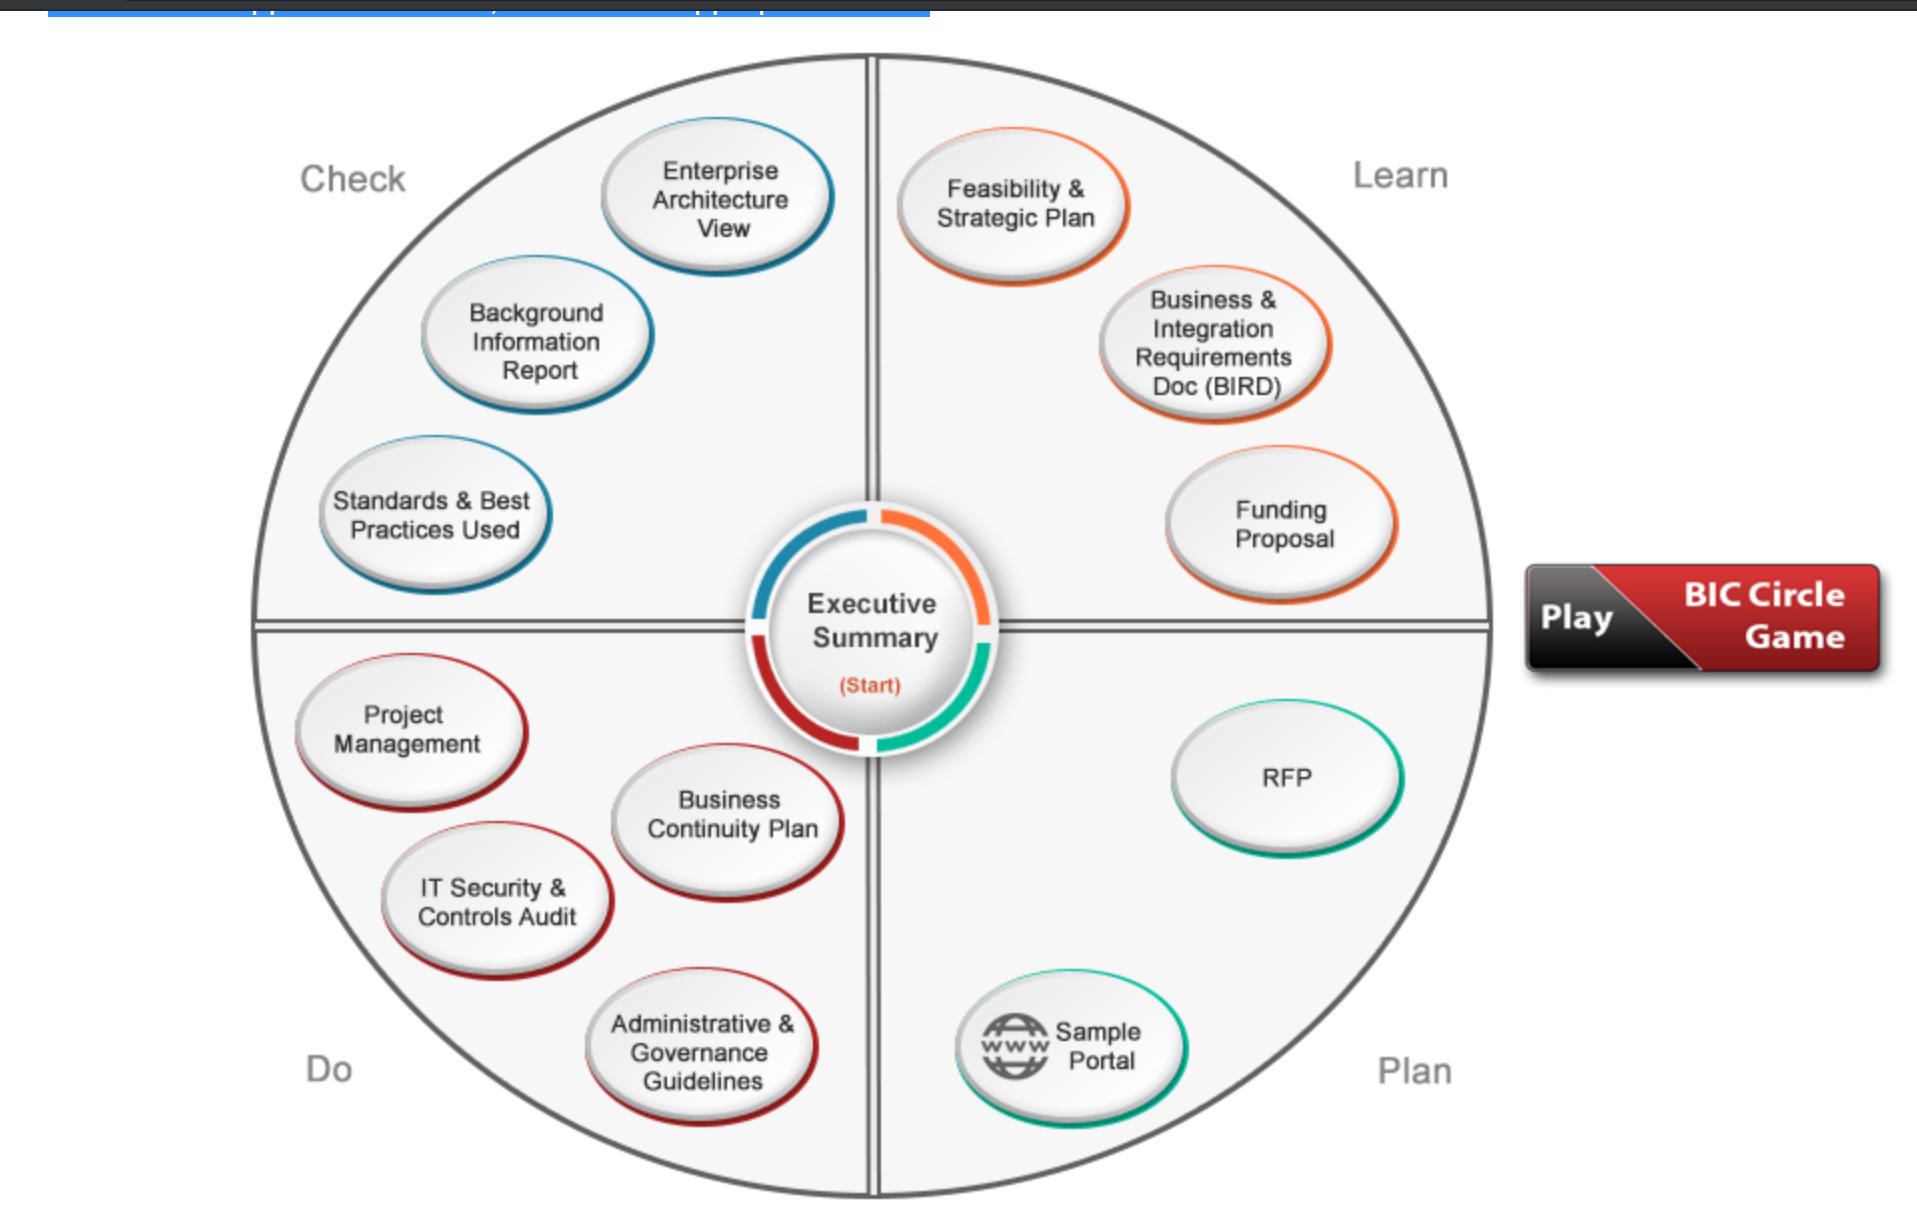 Check
Learn
Enterprise
Architecture
View
Feasibility &
Strategic Plan
Background
Information
Report
Business &
Integration
Requirements
Doc (BIRD)
Standards & Best
Practices Used
Funding
Proposal
Executive
Summary
(Start)
Play
BIC Circle
Game
Project
Management
Business
Continuity Plan
RFP
IT Security &
Controls Audit
Administrative &
Governance
Guidelines
www
Sample
Portal
Do
Plan